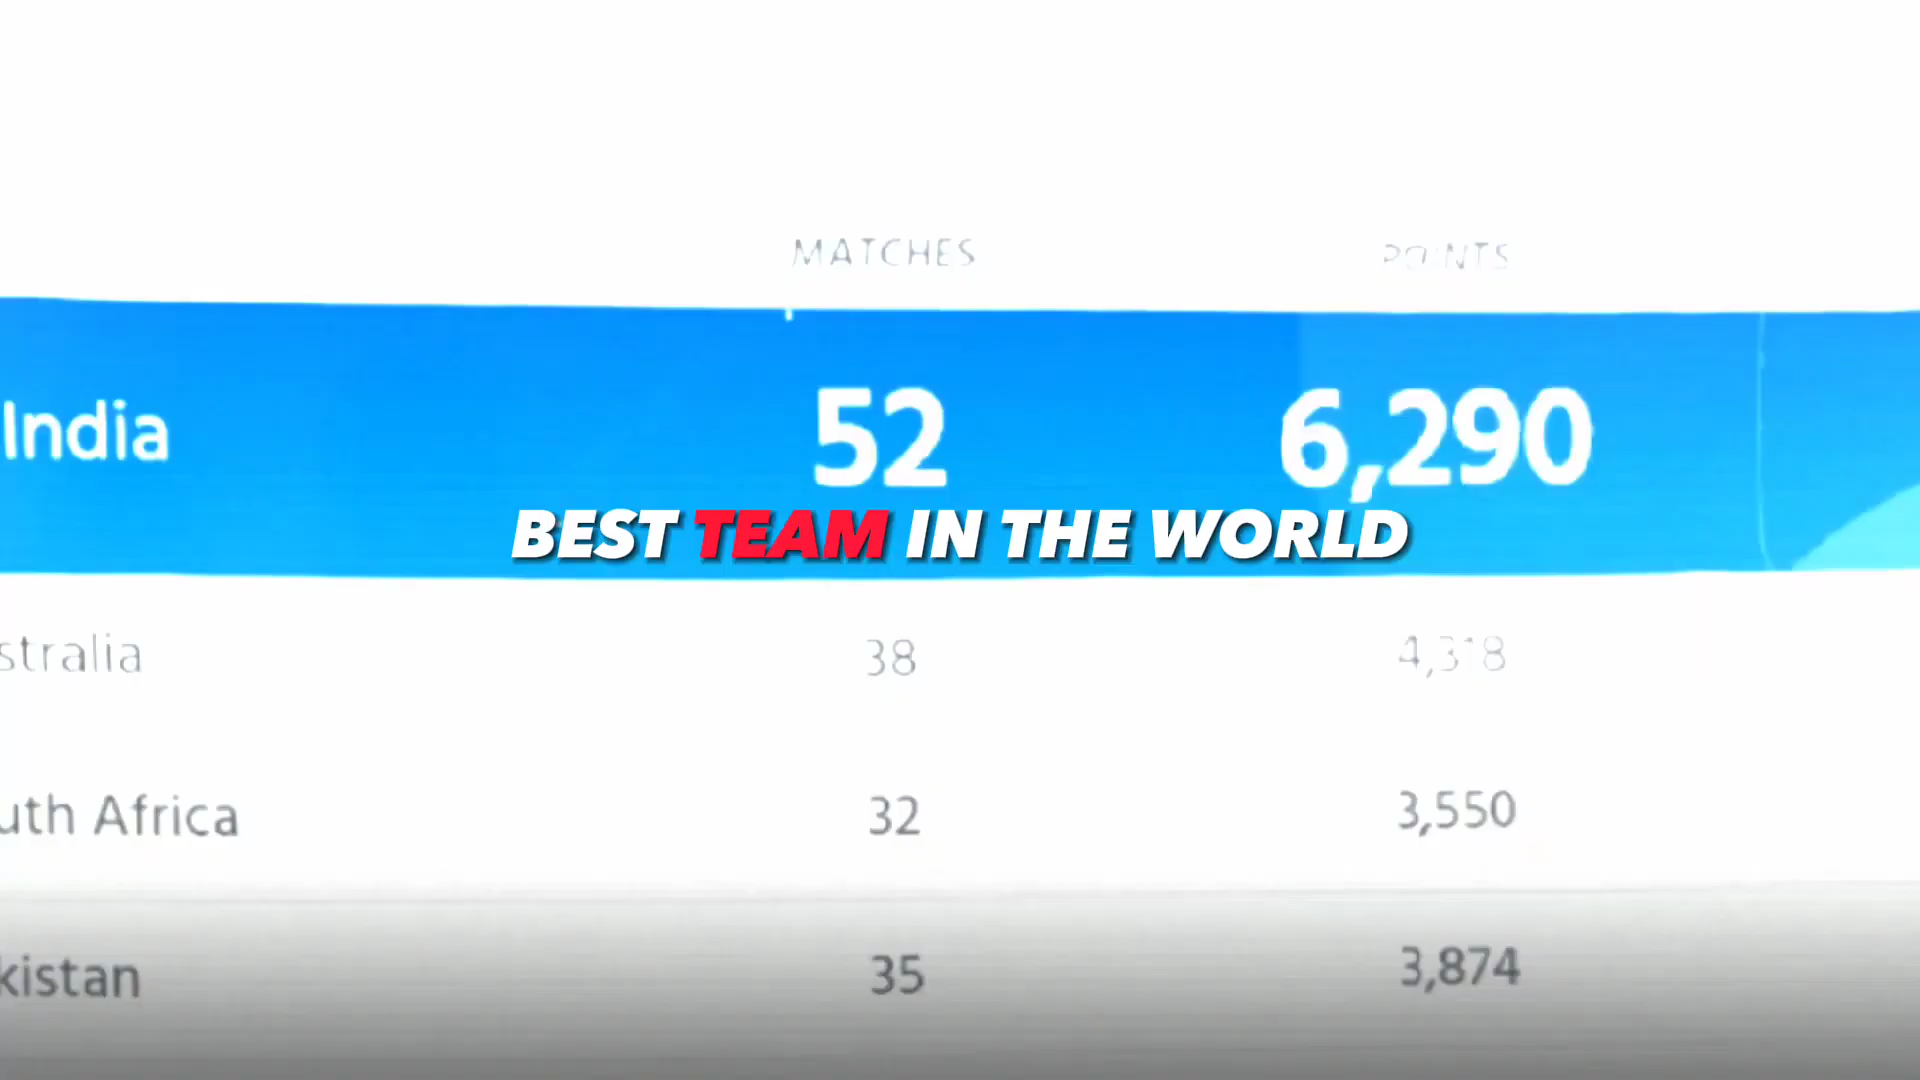 MATCHES POINTS
India 52 6,290
BEST TEAM IN THE WORLD
stralia 38
uth Africa 32 3,550
kistan 35 3,874